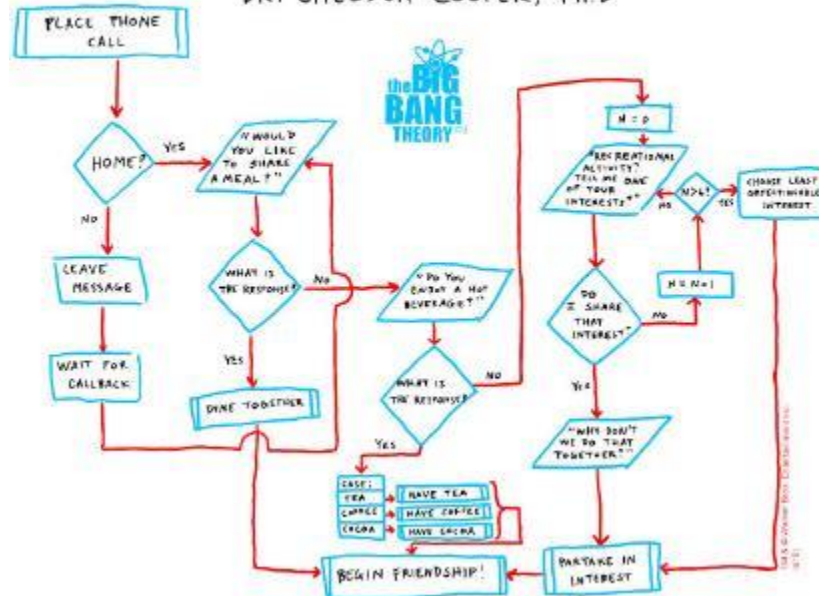 DR. SHELDON COOPER, Ph.D
PLACE PHONE
CALL
the BIG
BANG
THEORY
HOME?
YES
"WOULD
YOU LIKE
TO SHARE
A MEAL?"
NO
LEAVE
MESSAGE
WAIT FOR
CALLBACK
WHAT IS
THE RESPONSE?
NO
YES
DINE TOGETHER
"DO YOU
ENJOY A HOT
BEVERAGE?"
WHAT IS
THE RESPONSE?
NO
YES
CASE:
TEA
HAVE TEA
COFFEE
HAVE COFFEE
COCOA
HAVE COCOA
BEGIN FRIENDSHIP!
N = 0
"RECREATIONAL
ACTIVITY?
TELL ME ONE
OF YOUR
INTERESTS."
NO
N>6?
YES
CHOOSE LEAST
OBJECTIONABLE
INTEREST
DO
I SHARE
THAT
INTEREST?
NO
N = N+1
YES
"WHY DON'T
WE DO THAT
TOGETHER?"
PARTAKE IN
INTEREST